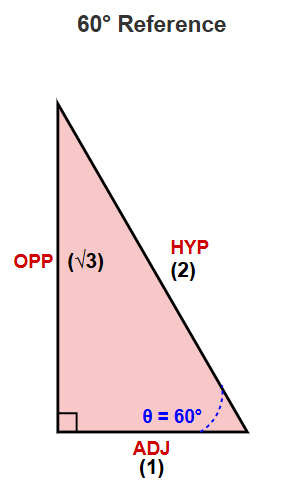 60° Reference
HYP
(2)
OPP (√3)
θ = 60°
ADJ
(1)